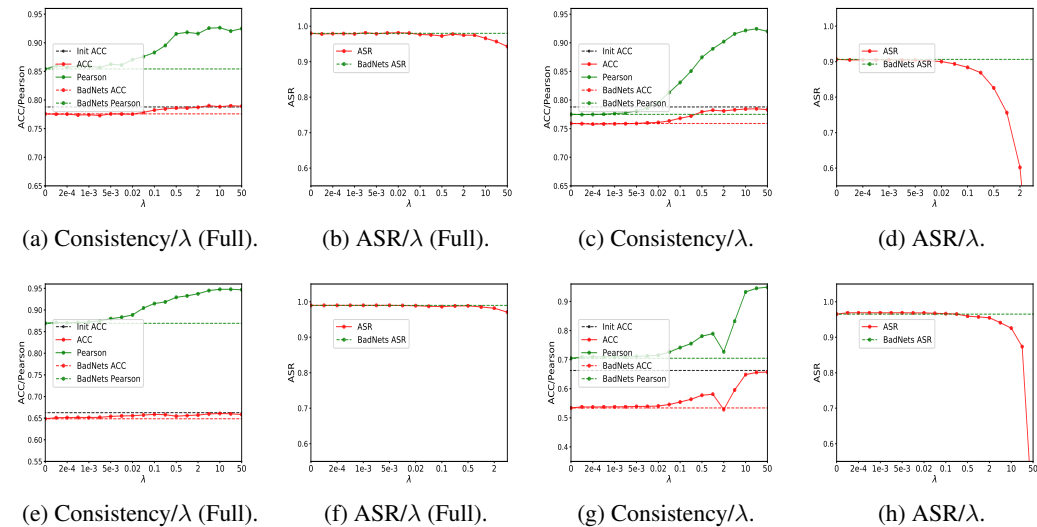 0.95
0.90
0.85
0.80
0.75
0.70
0.65
ACC/Pearson
Init ACC
ACC
Pearson
BadNets ACC
BadNets Pearson
0 2e-4 1e-3 5e-3 0.02 0.1 0.5 2 10 50
λ
(a) Consistency/λ (Full).
1.0
0.9
0.8
0.7
0.6
ASR
ASR
BadNets ASR
0 2e-4 1e-3 5e-3 0.02 0.1 0.5 2 10 50
λ
(b) ASR/λ (Full).
0.95
0.90
0.85
0.80
0.75
0.70
0.65
ACC/Pearson
Init ACC
ACC
Pearson
BadNets ACC
BadNets Pearson
0 2e-4 1e-3 5e-3 0.02 0.1 0.5 2 10 50
λ
(c) Consistency/λ.
1.0
0.9
0.8
0.7
0.6
ASR
ASR
BadNets ASR
0 2e-4 1e-3 5e-3 0.02 0.1 0.5 2
λ
(d) ASR/λ.
0.95
0.90
0.85
0.80
0.75
0.70
0.65
0.60
0.55
ACC/Pearson
Init ACC
ACC
Pearson
BadNets ACC
BadNets Pearson
0 2e-4 1e-3 5e-3 0.02 0.1 0.5 2 10 50
λ
(e) Consistency/λ (Full).
1.0
0.9
0.8
0.7
0.6
ASR
ASR
BadNets ASR
0 2e-4 1e-3 5e-3 0.02 0.1 0.5 2
λ
(f) ASR/λ (Full).
0.9
0.8
0.7
0.6
0.5
0.4
ACC/Pearson
Init ACC
ACC
Pearson
BadNets ACC
BadNets Pearson
0 2e-4 1e-3 5e-3 0.02 0.1 0.5 2 10 50
λ
(g) Consistency/λ.
1.0
0.9
0.8
0.7
0.6
ASR
ASR
BadNets ASR
0 2e-4 1e-3 5e-3 0.02 0.1 0.5 2 10 50
λ
(h) ASR/λ.